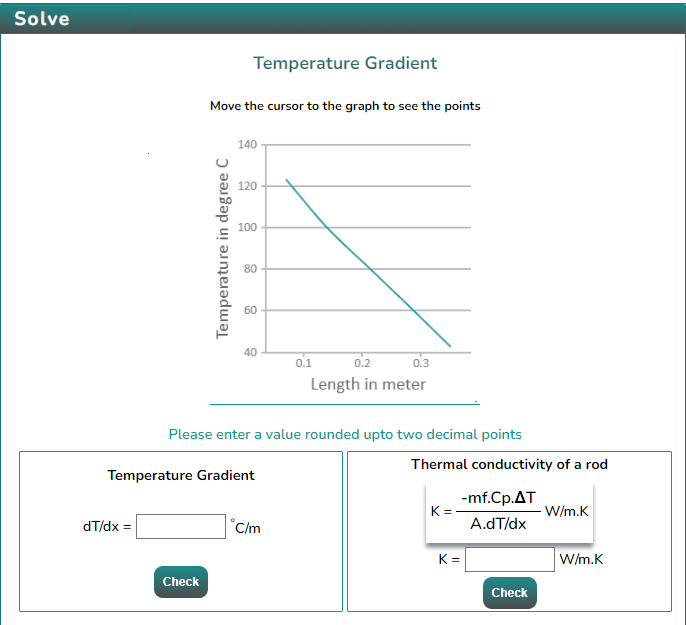 Solve
Temperature Gradient
Move the cursor to the graph to see the points
Temperature in degree C
140
120
100
80
60
40
0.1 0.2 0.3
Length in meter
Please enter a value rounded upto two decimal points
Temperature Gradient
dT/dx = °C/m
Check
Thermal conductivity of a rod
K = -mf.Cp.ΔT / A.dT/dx W/m.K
K = W/m.K
Check